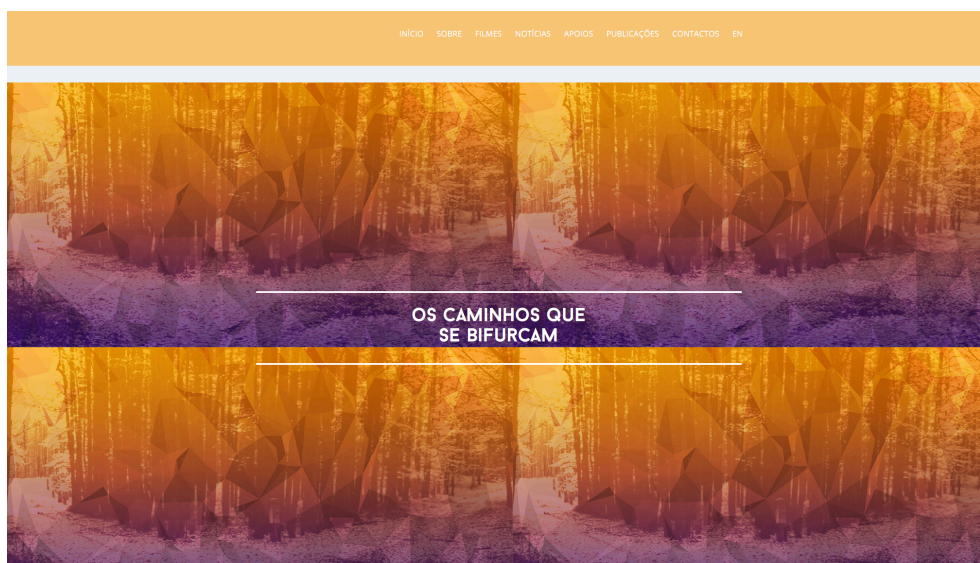 INÍCIO SOBRE FILMES NOTÍCIAS APOIOS PUBLICAÇÕES CONTACTOS EN
OS CAMINHOS QUE
SE BIFURCAM